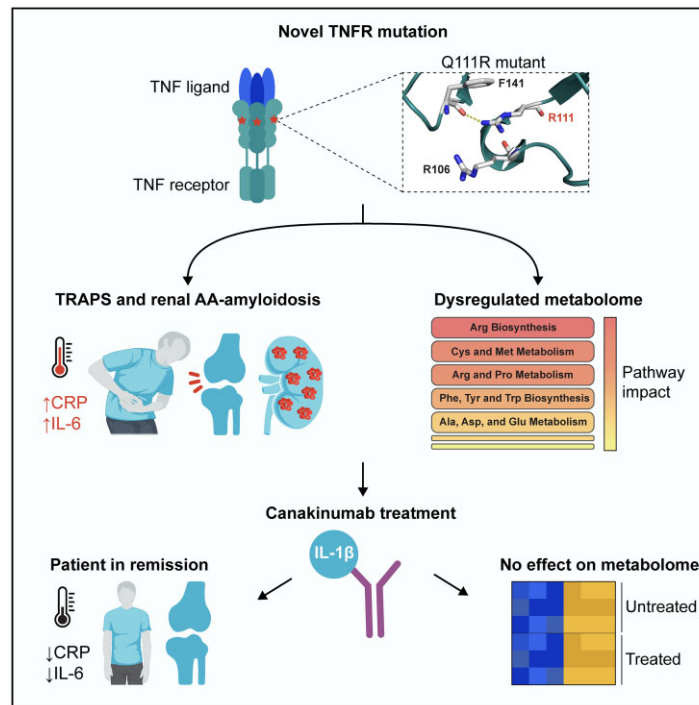 Novel TNFR mutation
TNF ligand
TNF receptor
Q111R mutant
F141
R111
R106
TRAPS and renal AA-amyloidosis
↑CRP
↑IL-6
Dysregulated metabolome
Arg Biosynthesis
Cys and Met Metabolism
Arg and Pro Metabolism
Phe, Tyr and Trp Biosynthesis
Ala, Asp, and Glu Metabolism
Pathway
impact
Canakinumab treatment
IL-1β
Patient in remission
↓CRP
↓IL-6
No effect on metabolome
Untreated
Treated